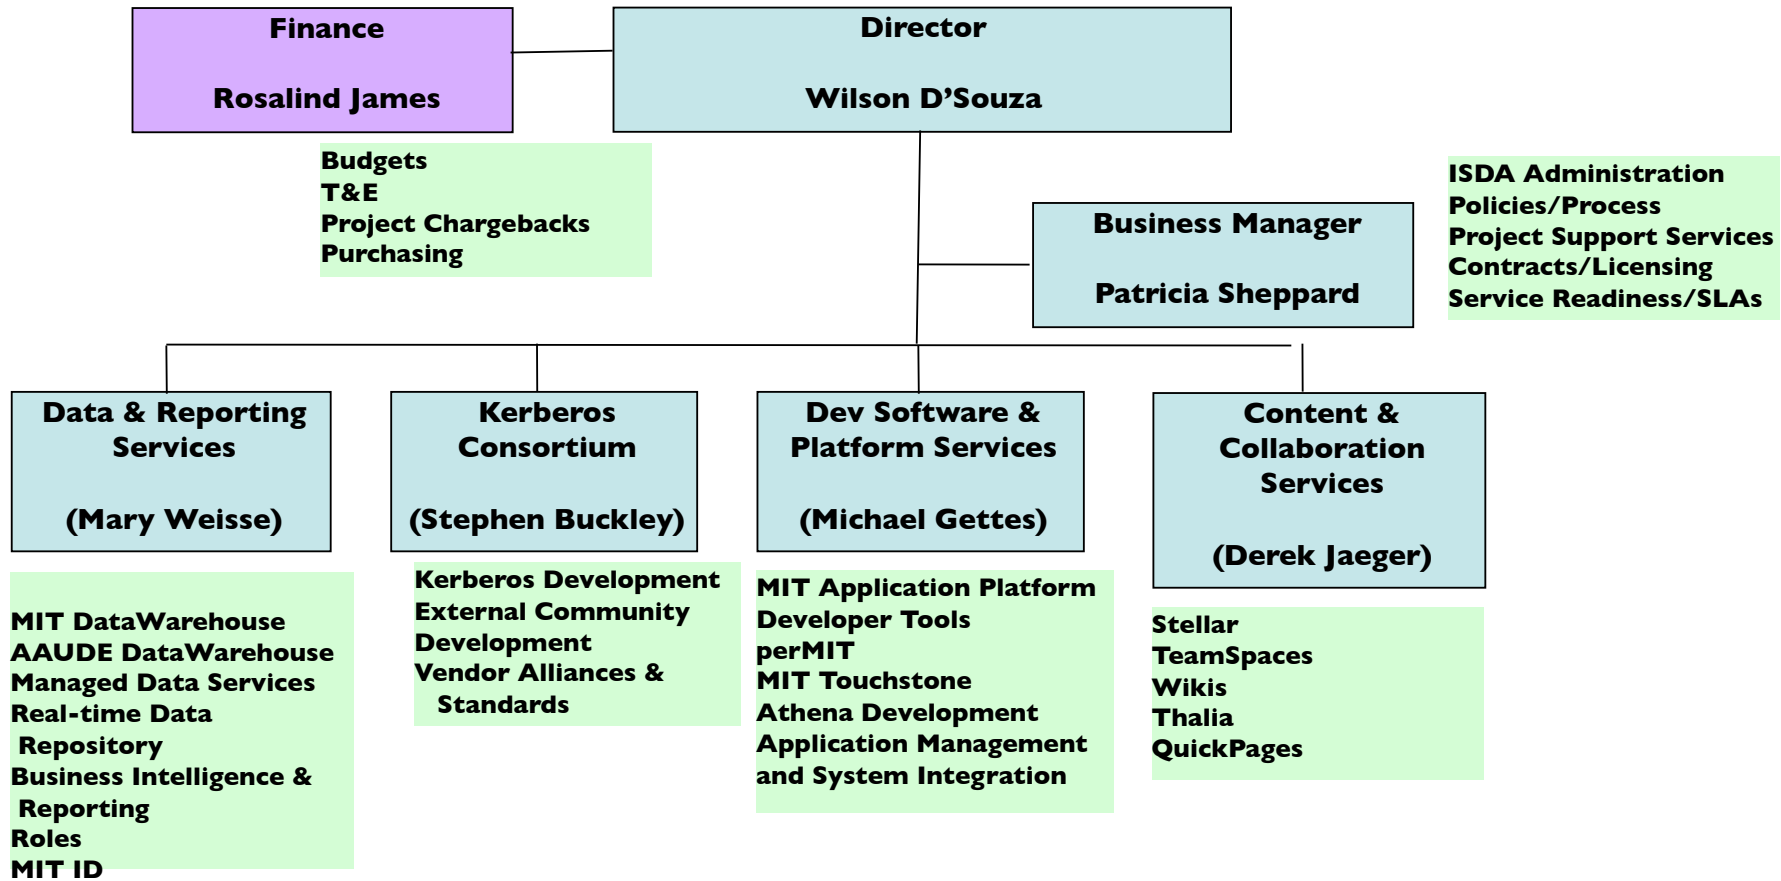 Finance
Rosalind James
Director
Wilson D’Souza
Budgets
T&E
Project Chargebacks
Purchasing
Business Manager
Patricia Sheppard
ISDA Administration
Policies/Process
Project Support Services
Contracts/Licensing
Service Readiness/SLAs
Data & Reporting
Services
(Mary Weisse)
Kerberos
Consortium
(Stephen Buckley)
Dev Software &
Platform Services
(Michael Gettes)
Content &
Collaboration
Services
(Derek Jaeger)
MIT DataWarehouse
AAUDE DataWarehouse
Managed Data Services
Real-time Data
Repository
Business Intelligence &
Reporting
Roles
MIT ID
Kerberos Development
External Community
Development
Vendor Alliances &
Standards
MIT Application Platform
Developer Tools
perMIT
MIT Touchstone
Athena Development
Application Management
and System Integration
Stellar
TeamSpaces
Wikis
Thalia
QuickPages